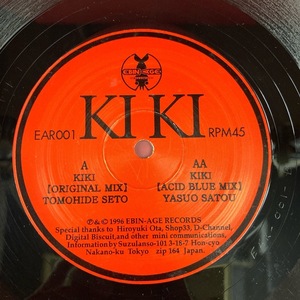 EBIN-AGE
KI KI
EAR001
RPM45
A
KIKI
[ORIGINAL MIX]
TOMOHIDE SETO
AA
KIKI
[ACID BLUE MIX]
YASUO SATOU
℗&© 1996 EBIN-AGE RECORDS
Special thanks to Hiroyuki Ota, Shop33, D-Channel,
Digital Biscuit,and other mini communications.
Information by Suzulanso-101 3-18-7 Hon-cyo
Nakano-ku Tokyo zip 164 Japan.